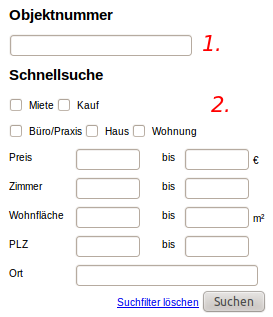 Objektnummer
1.
Schnellsuche
Miete Kauf 2.
Büro/Praxis Haus Wohnung
Preis bis €
Zimmer bis
Wohnfläche bis m²
PLZ bis
Ort
Suchfilter löschen Suchen